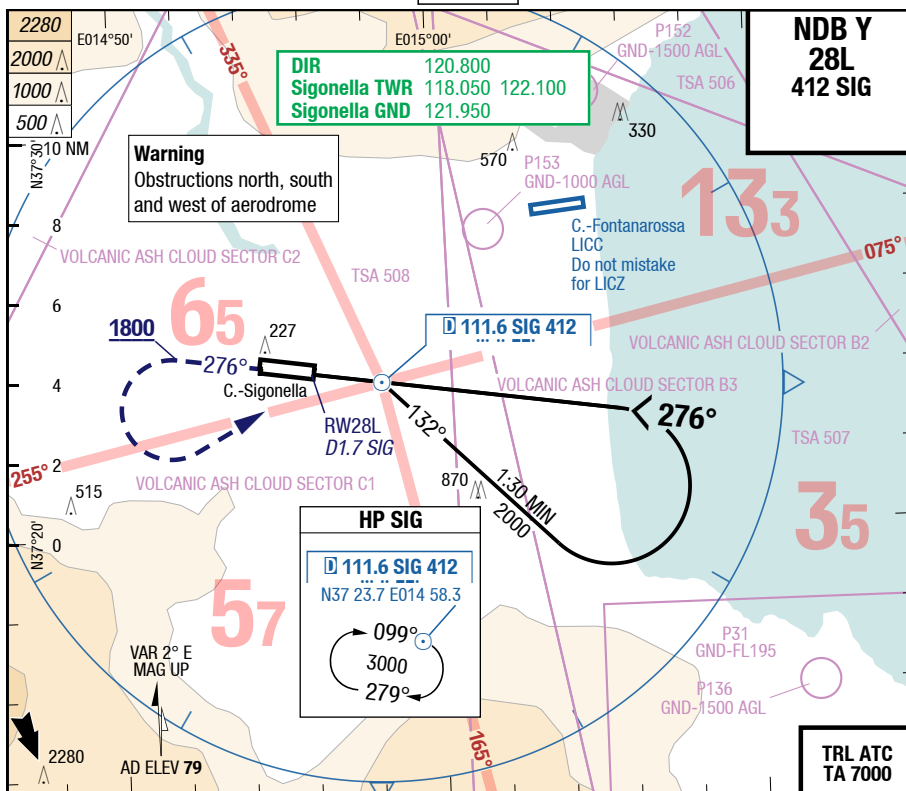 2280
2000
1000
500
10 NM
8
6
4
2
0
E014°50'
E015°00'
N37°30'
N37°20'
335°
DIR 120.800
Sigonella TWR 118.050 122.100
Sigonella GND 121.950
P152
GND-1500 AGL
TSA 506
NDB Y
28L
412 SIG
Warning
Obstructions north, south
and west of aerodrome
570
330
P153
GND-1000 AGL
133
C.-Fontanarossa
LICC
Do not mistake
for LICZ
075°
VOLCANIC ASH CLOUD SECTOR C2
TSA 508
65
1800
227
D 111.6 SIG 412
VOLCANIC ASH CLOUD SECTOR B2
276°
C.-Sigonella
VOLCANIC ASH CLOUD SECTOR B3
RW28L
D1.7 SIG
132°
276°
TSA 507
255°
VOLCANIC ASH CLOUD SECTOR C1
515
870
1:30 MIN
2000
35
HP SIG
D 111.6 SIG 412
N37 23.7 E014 58.3
099°
3000
279°
57
VAR 2° E
MAG UP
P31
GND-FL195
P136
GND-1500 AGL
2280
AD ELEV 79
165°
TRL ATC
TA 7000